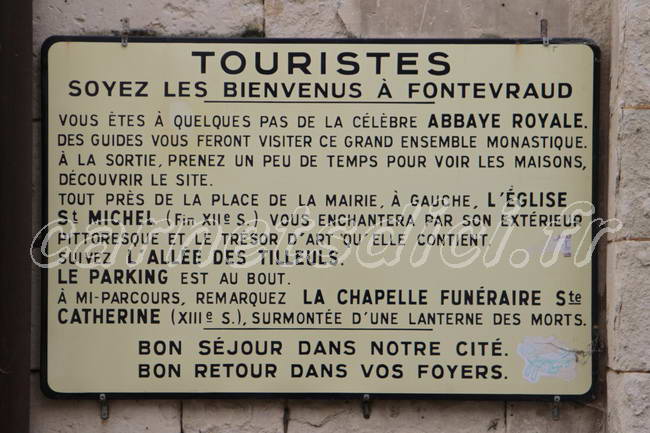 TOURISTES
SOYEZ LES BIENVENUS À FONTEVRAUD
VOUS ÊTES À QUELQUES PAS DE LA CÉLÈBRE ABBAYE ROYALE.
DES GUIDES VOUS FERONT VISITER CE GRAND ENSEMBLE MONASTIQUE.
À LA SORTIE, PRENEZ UN PEU DE TEMPS POUR VOIR LES MAISONS,
DÉCOUVRIR LE SITE.
TOUT PRÈS DE LA PLACE DE LA MAIRIE, À GAUCHE, L'ÉGLISE
St MICHEL (Fin XIIe S.), VOUS ENCHANTERA PAR SON EXTÉRIEUR
PITTORESQUE ET LE TRÉSOR D'ART QU'ELLE CONTIENT.
SUIVEZ L'ALLÉE DES TILLEULS.
LE PARKING EST AU BOUT.
À MI-PARCOURS, REMARQUEZ LA CHAPELLE FUNÉRAIRE Ste
CATHERINE (XIIIe S.), SURMONTÉE D'UNE LANTERNE DES MORTS.
BON SÉJOUR DANS NOTRE CITÉ.
BON RETOUR DANS VOS FOYERS.